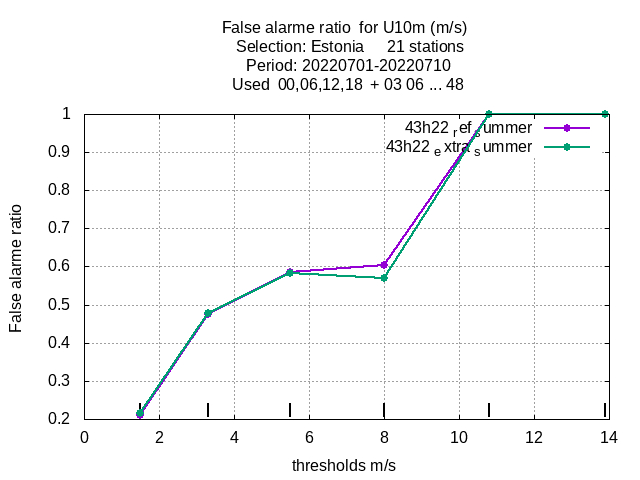 False alarme ratio  for U10m (m/s)
Selection: Estonia     21 stations
Period: 20220701-20220710
Used  00,06,12,18  + 03 06 ... 48
43h22 ref summer
43h22 extra summer
False alarme ratio
1
0.9
0.8
0.7
0.6
0.5
0.4
0.3
0.2
0 2 4 6 8 10 12 14
thresholds m/s